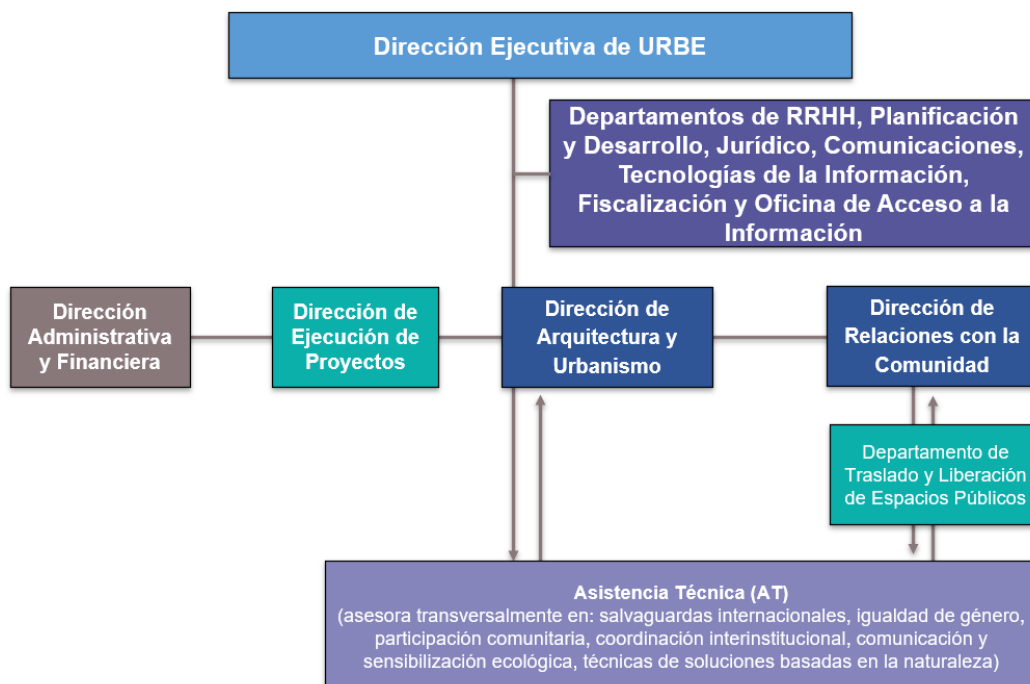 Dirección Ejecutiva de URBE
Departamentos de RRHH, Planificación
y Desarrollo, Jurídico, Comunicaciones,
Tecnologías de la Información,
Fiscalización y Oficina de Acceso a la
Información
Dirección
Administrativa
y Financiera
Dirección de
Ejecución de
Proyectos
Dirección de
Arquitectura y
Urbanismo
Dirección de
Relaciones con la
Comunidad
Departamento de
Traslado y Liberación
de Espacios Públicos
Asistencia Técnica (AT)
(asesora transversalmente en: salvaguardas internacionales, igualdad de género,
participación comunitaria, coordinación interinstitucional, comunicación y
sensibilización ecológica, técnicas de soluciones basadas en la naturaleza)